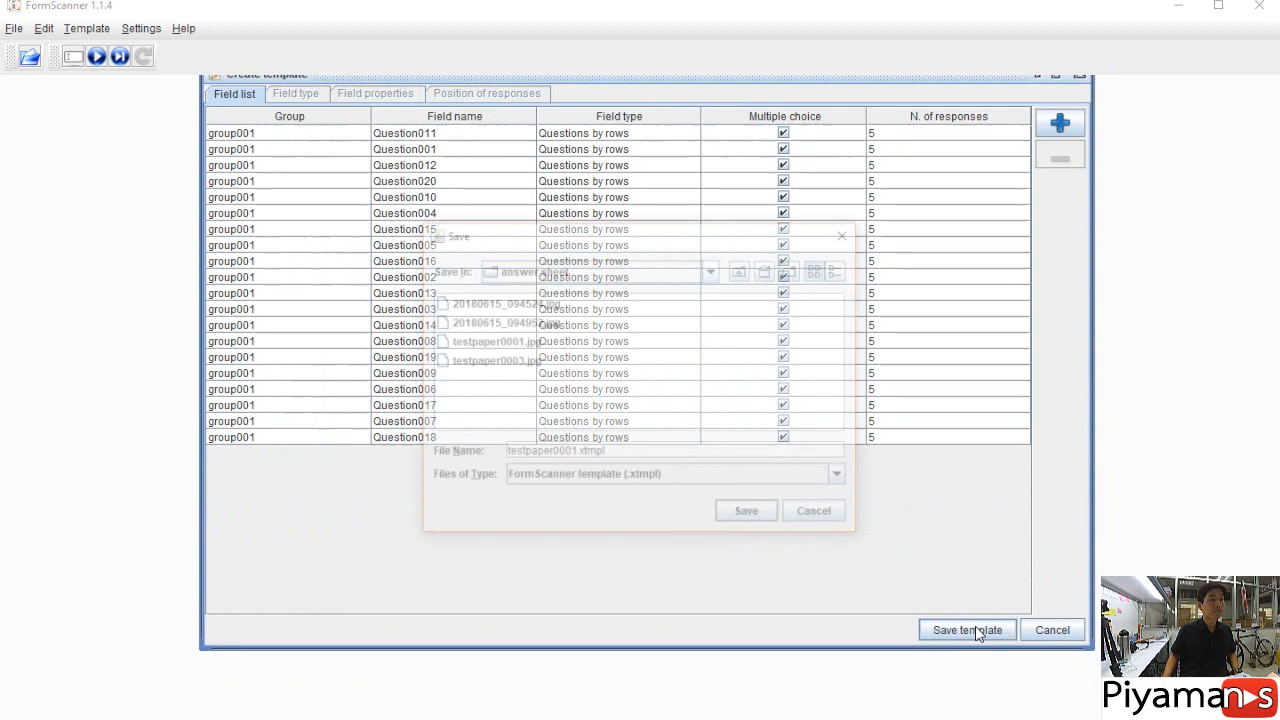 FormScanner 1.1.4
File Edit Template Settings Help
Create template
Field list Field type Field properties Position of responses
Group Field name Field type Multiple choice N. of responses
group001 Question011 Questions by rows 5
group001 Question001 Questions by rows 5
group001 Question012 Questions by rows 5
group001 Question020 Questions by rows 5
group001 Question010 Questions by rows 5
group001 Question004 Questions by rows 5
group001 Question015 Questions by rows 5
group001 Question005 Questions by rows 5
group001 Question016 Questions by rows 5
group001 Question002 Questions by rows 5
group001 Question013 Questions by rows 5
group001 Question003 Questions by rows 5
group001 Question014 Questions by rows 5
group001 Question008 Questions by rows 5
group001 Question019 Questions by rows 5
group001 Question009 Questions by rows 5
group001 Question006 Questions by rows 5
group001 Question017 Questions by rows 5
group001 Question007 Questions by rows 5
group001 Question018 Questions by rows 5
Save
Save In: answer sheet
testpaper0001.jpg
testpaper0003.jpg
File Name: testpaper0001.xtmpl
Files of Type: FormScanner template (.xtmpl)
Save Cancel
Save template Cancel
Piyaman s